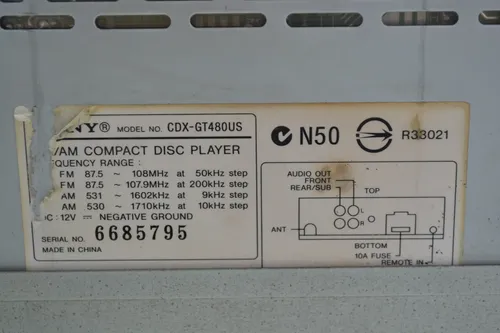 NY® MODEL NO. CDX-GT480US
/AM COMPACT DISC PLAYER
EQUENCY RANGE :
FM 87.5 ~ 108MHz at 50kHz step
FM 87.5 ~ 107.9MHz at 200kHz step
AM 531 ~ 1602kHz at 9kHz step
AM 530 ~ 1710kHz at 10kHz step
DC:12V NEGATIVE GROUND
SERIAL NO. 6685795
MADE IN CHINA
N50
R33021
AUDIO OUT
FRONT
REAR/SUB
TOP
L
R
ANT
BOTTOM
10A FUSE
REMOTE IN